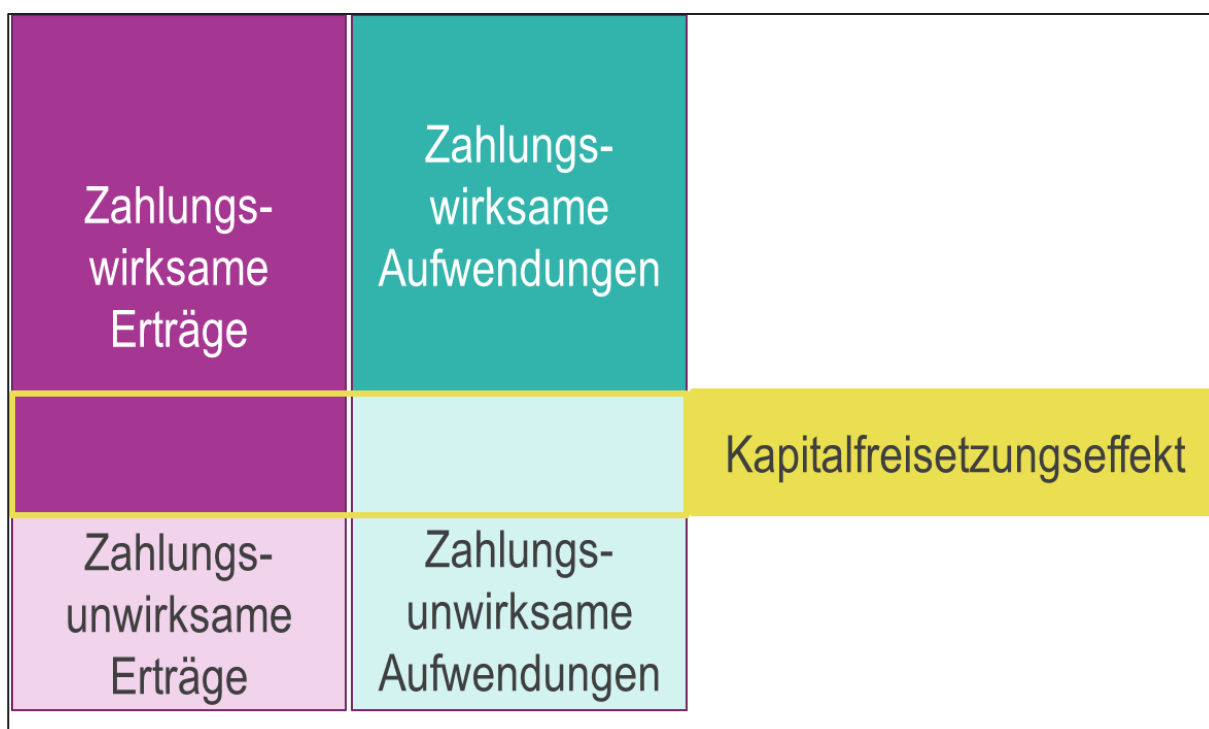 Zahlungs-
wirksame
Erträge
Zahlungs-
wirksame
Aufwendungen
Kapitalfreisetzungseffekt
Zahlungs-
unwirksame
Erträge
Zahlungs-
unwirksame
Aufwendungen